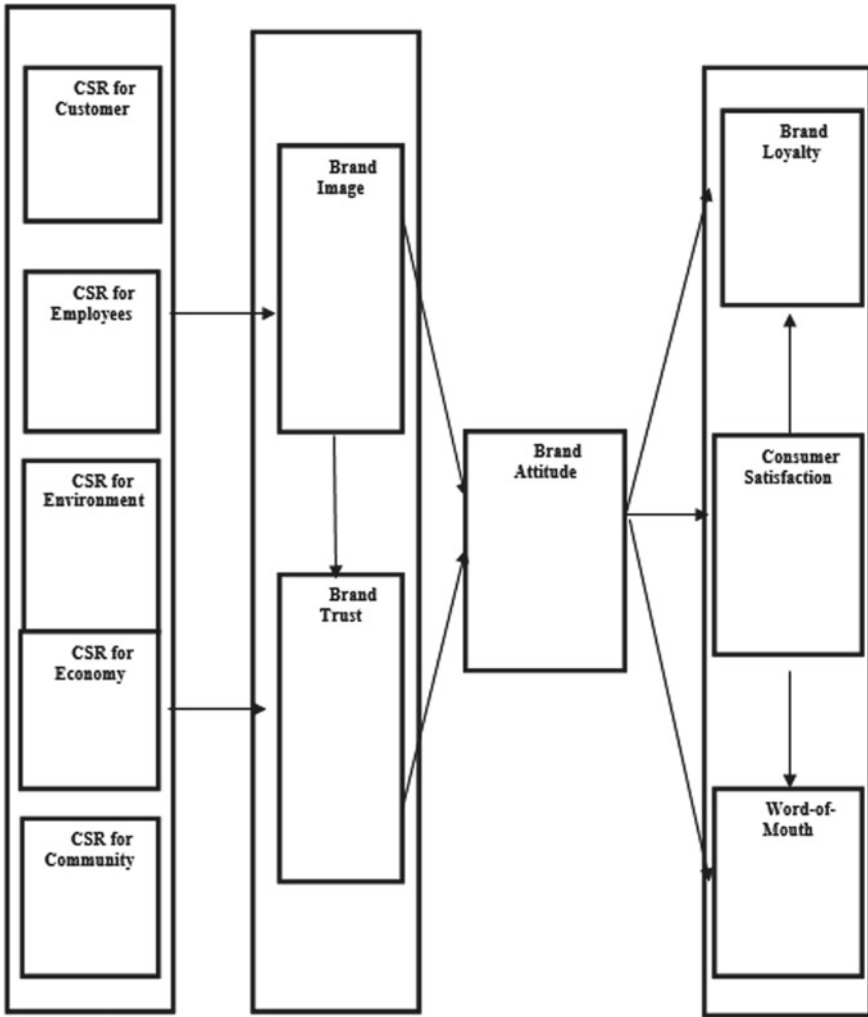 CSR for
Customer
CSR for
Employees
CSR for
Environment
CSR for
Economy
CSR for
Community
Brand
Image
Brand
Trust
Brand
Attitude
Brand
Loyalty
Consumer
Satisfaction
Word-of-
Mouth